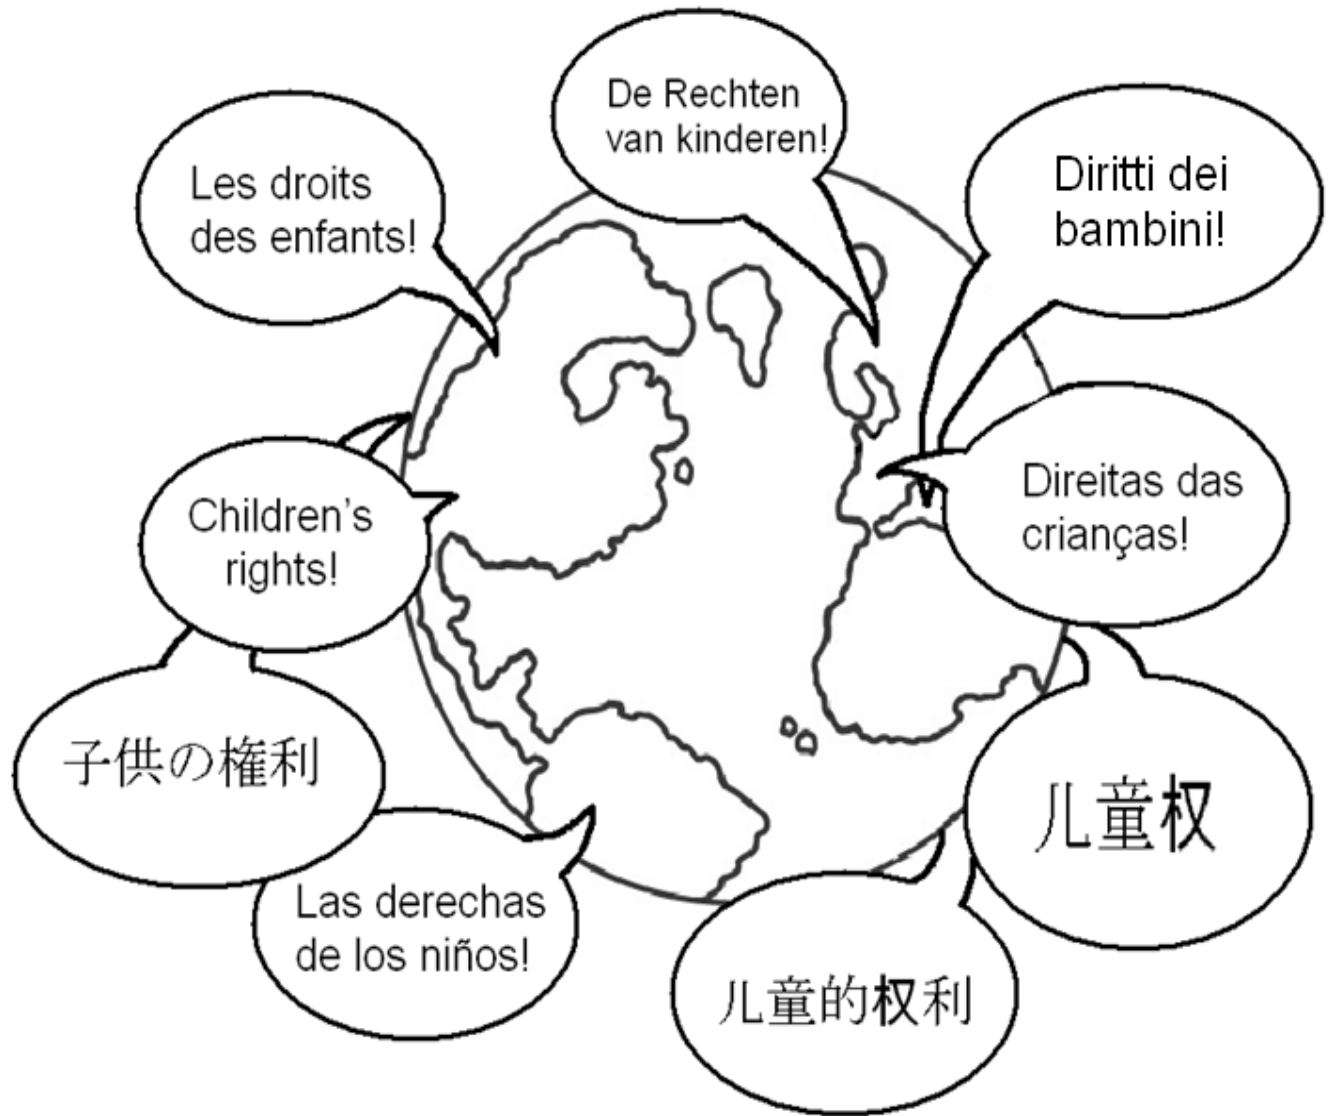 De Rechten
van kinderen!
Les droits
des enfants!
Diritti dei
bambini!
Children's
rights!
Direitas das
crianças!
子供の権利
儿童权
Las derechas
de los niños!
儿童的权利